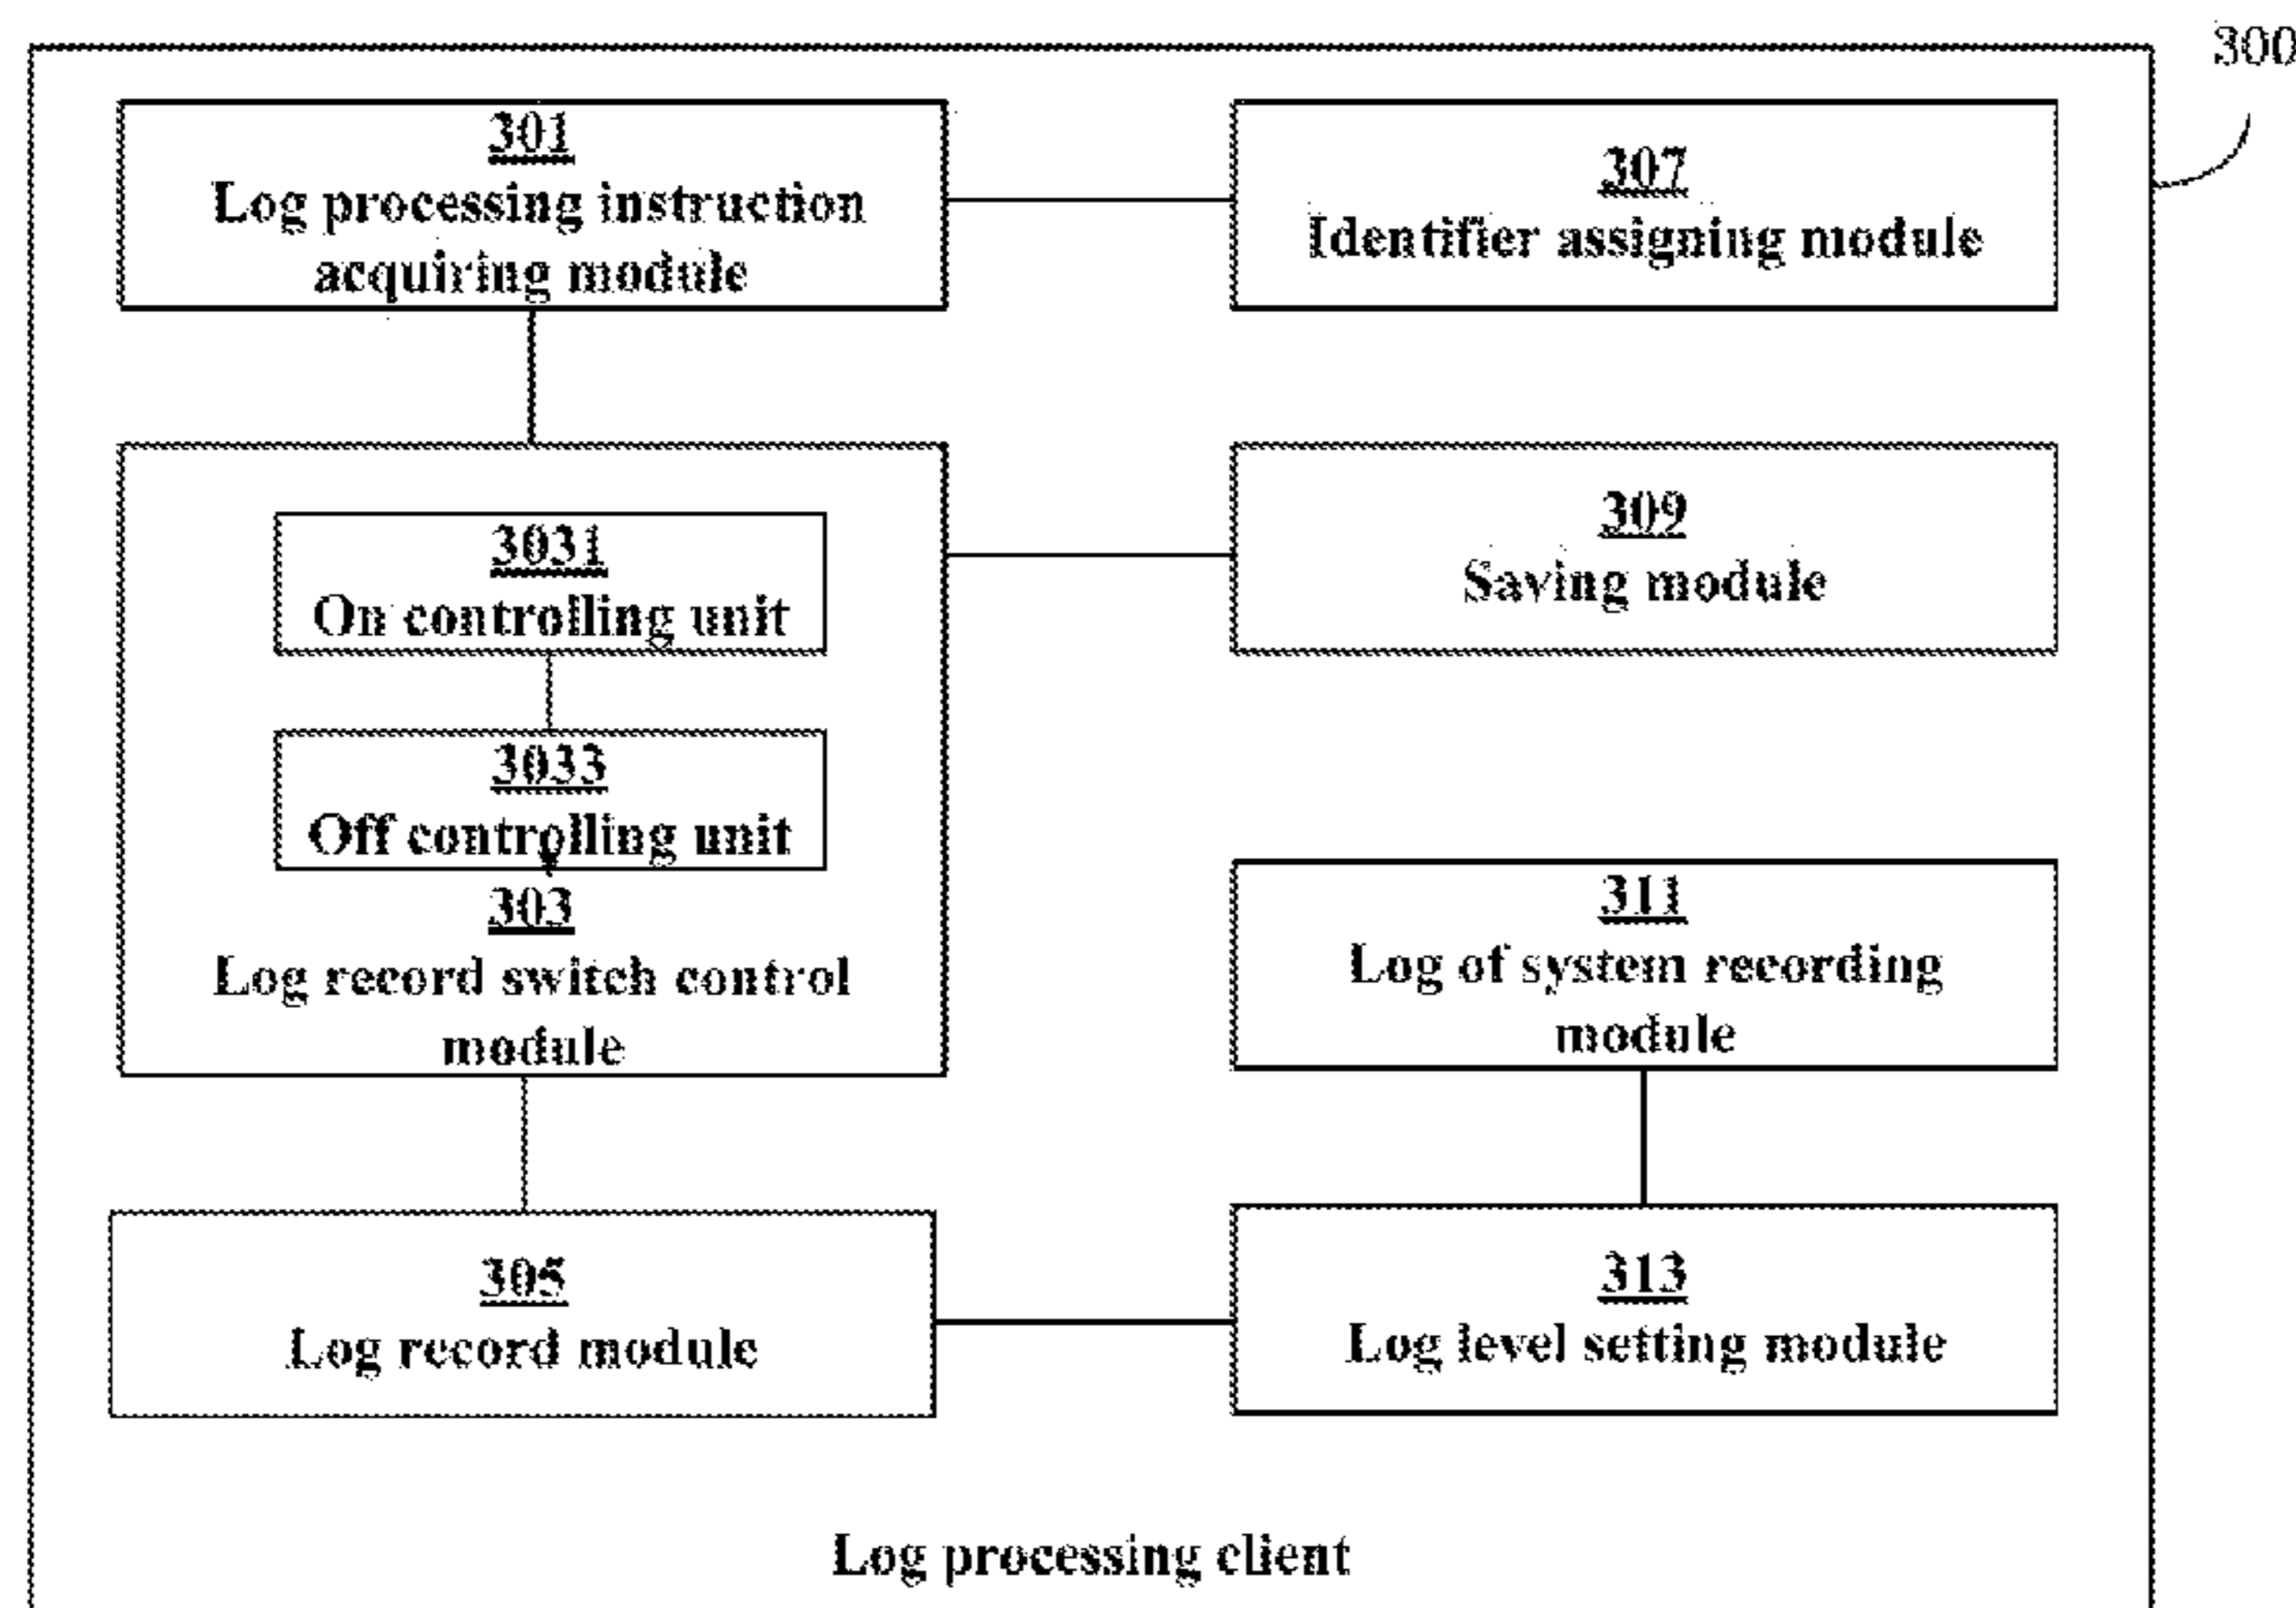 300
301
Log processing instruction
acquiring module
307
Identifier assigning module
3031
On controlling unit
309
Saving module
3033
Off controlling unit
303
Log record switch control
module
311
Log of system recording
module
305
Log record module
313
Log level setting module
Log processing client